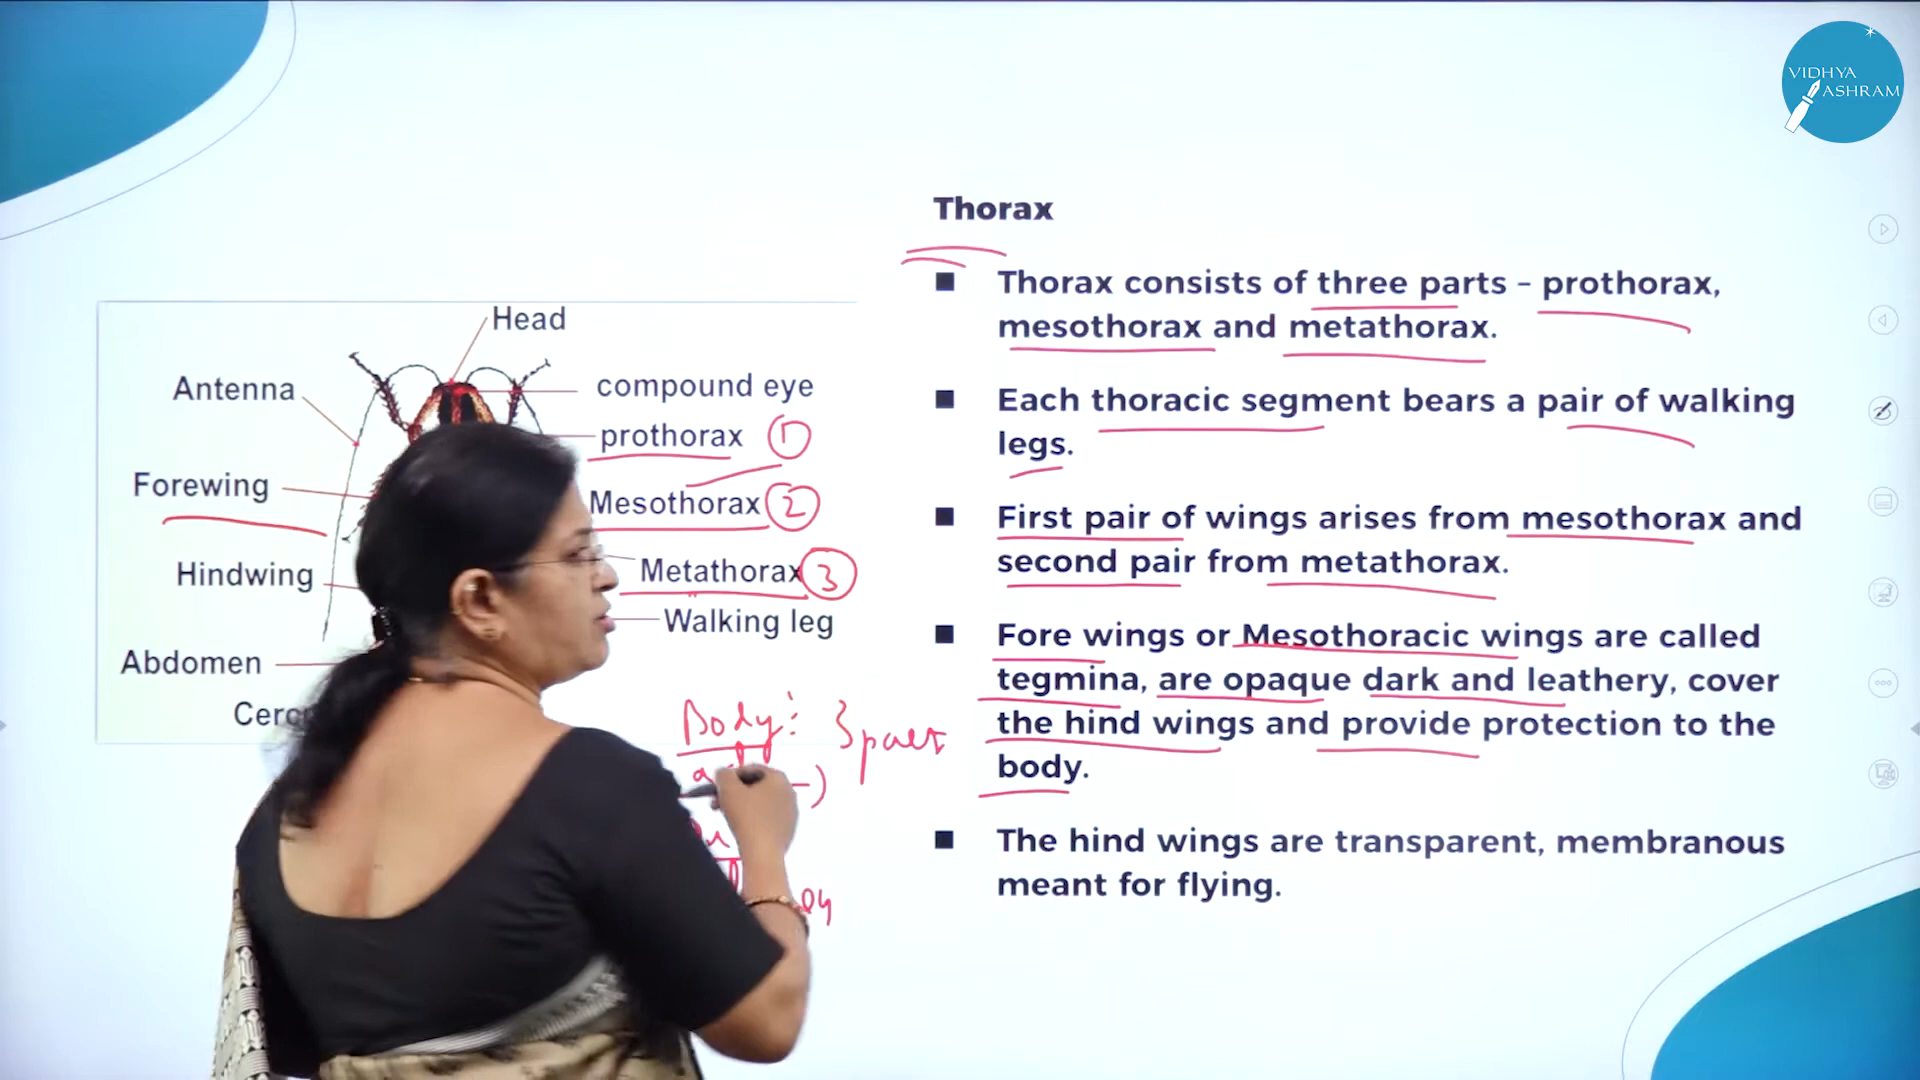 VIDHYA
ASHRAM
Thorax
Thorax consists of three parts – prothorax,
mesothorax and metathorax.
Each thoracic segment bears a pair of walking
legs.
First pair of wings arises from mesothorax and
second pair from metathorax.
Fore wings or Mesothoracic wings are called
tegmina, are opaque dark and leathery, cover
the hind wings and provide protection to the
body.
The hind wings are transparent, membranous
meant for flying.
Head
Antenna
compound eye
prothorax 1
Forewing
Mesothorax 2
Hindwing
Metathorax 3
Walking leg
Abdomen
Body: 3 part